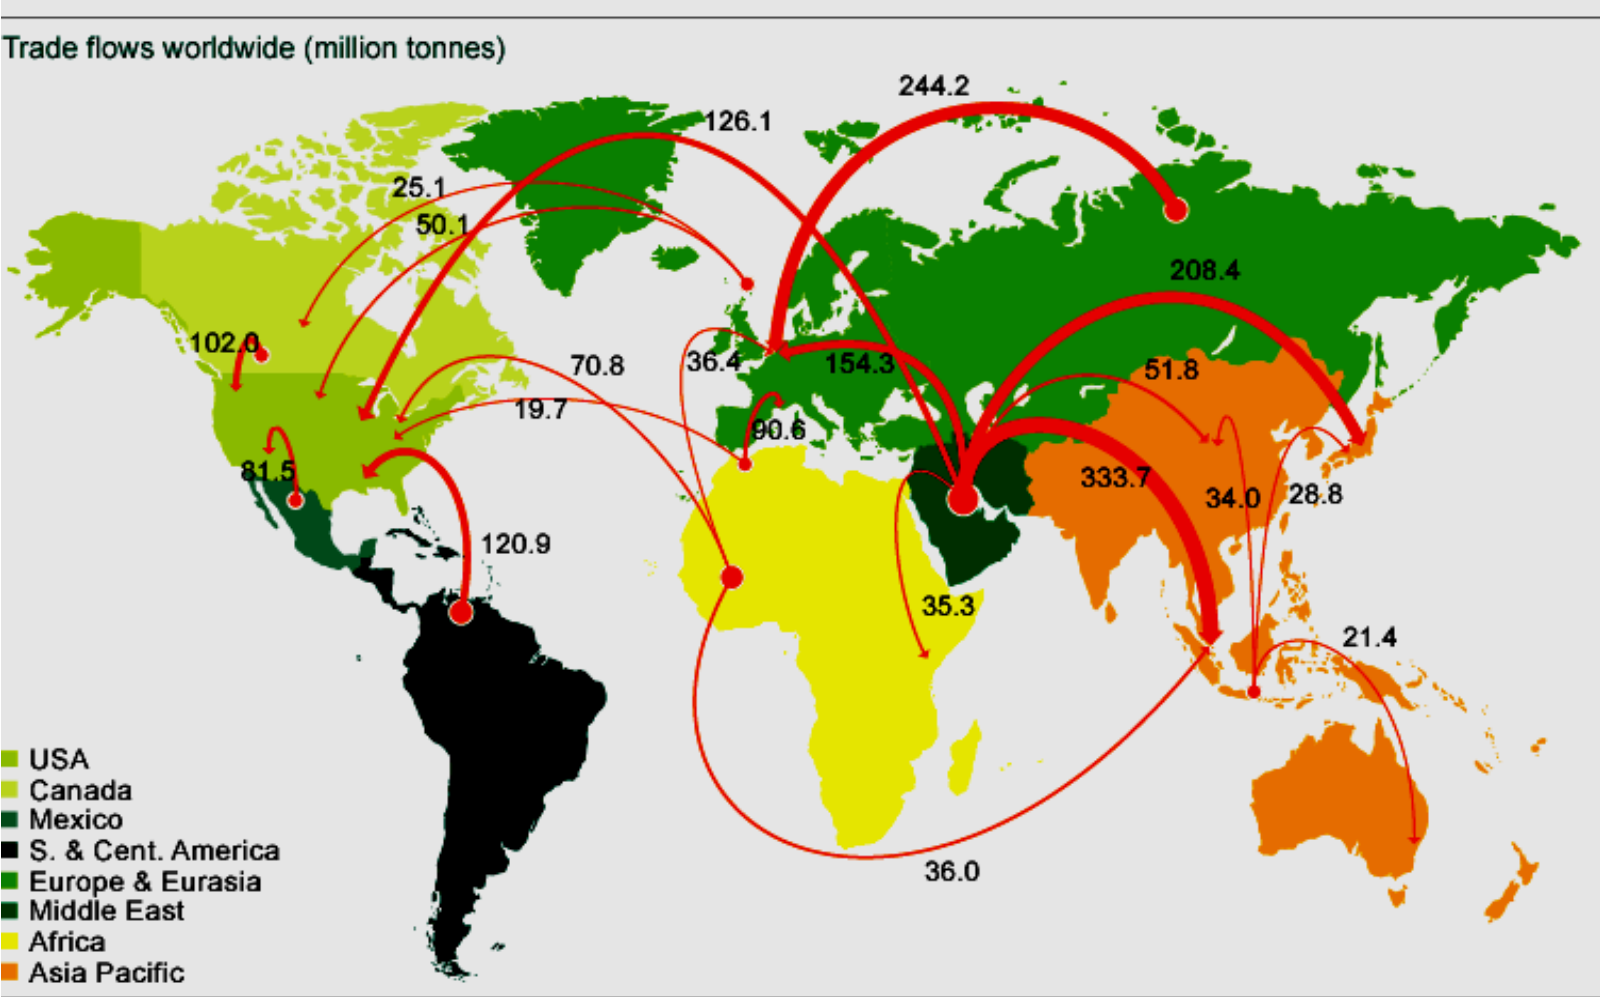 Trade flows worldwide (million tonnes)
244.2
126.1
25.1
50.1
208.4
102.0
70.8
36.4
154.3
51.8
19.7
90.6
81.5
333.7
34.0
28.8
120.9
35.3
21.4
36.0
USA
Canada
Mexico
S. & Cent. America
Europe & Eurasia
Middle East
Africa
Asia Pacific